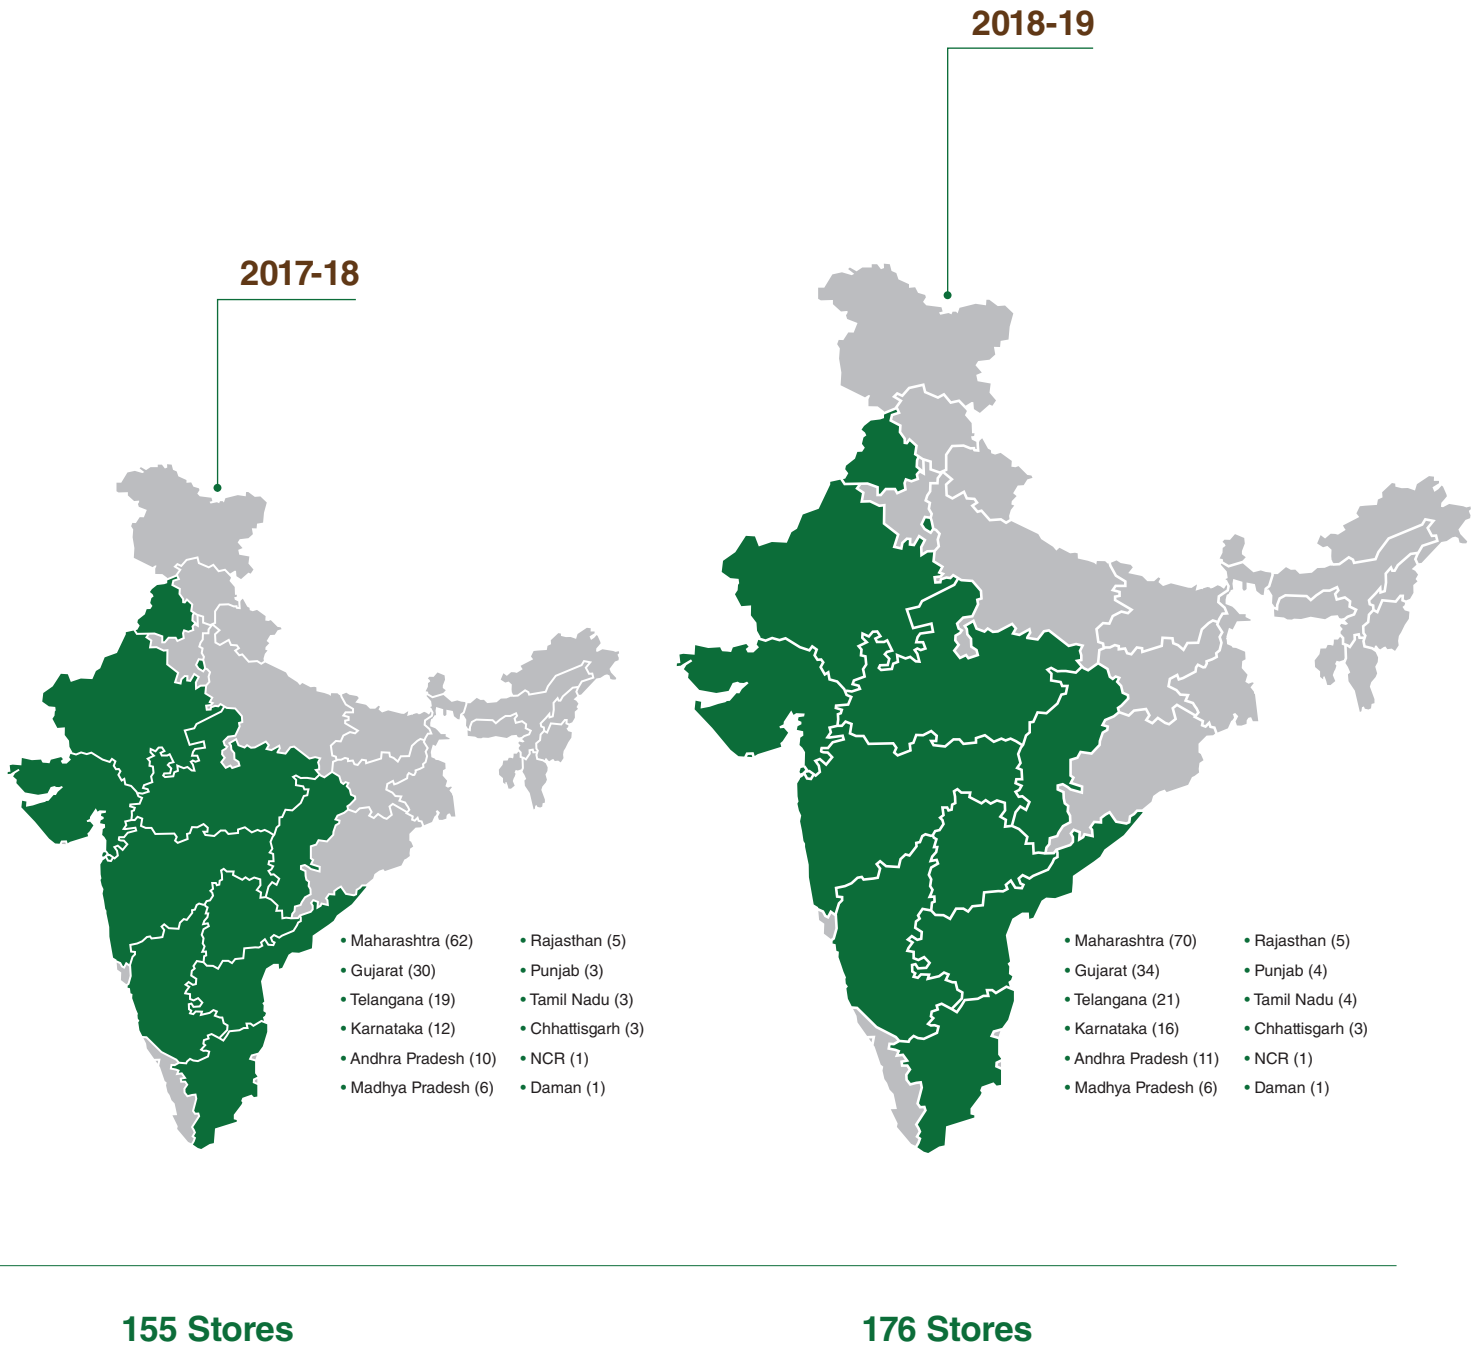 2018-19
2017-18
• Maharashtra (62)
• Gujarat (30)
• Telangana (19)
• Karnataka (12)
• Andhra Pradesh (10)
• Madhya Pradesh (6)
• Rajasthan (5)
• Punjab (3)
• Tamil Nadu (3)
• Chhattisgarh (3)
• NCR (1)
• Daman (1)
• Maharashtra (70)
• Gujarat (34)
• Telangana (21)
• Karnataka (16)
• Andhra Pradesh (11)
• Madhya Pradesh (6)
• Rajasthan (5)
• Punjab (4)
• Tamil Nadu (4)
• Chhattisgarh (3)
• NCR (1)
• Daman (1)
155 Stores
176 Stores